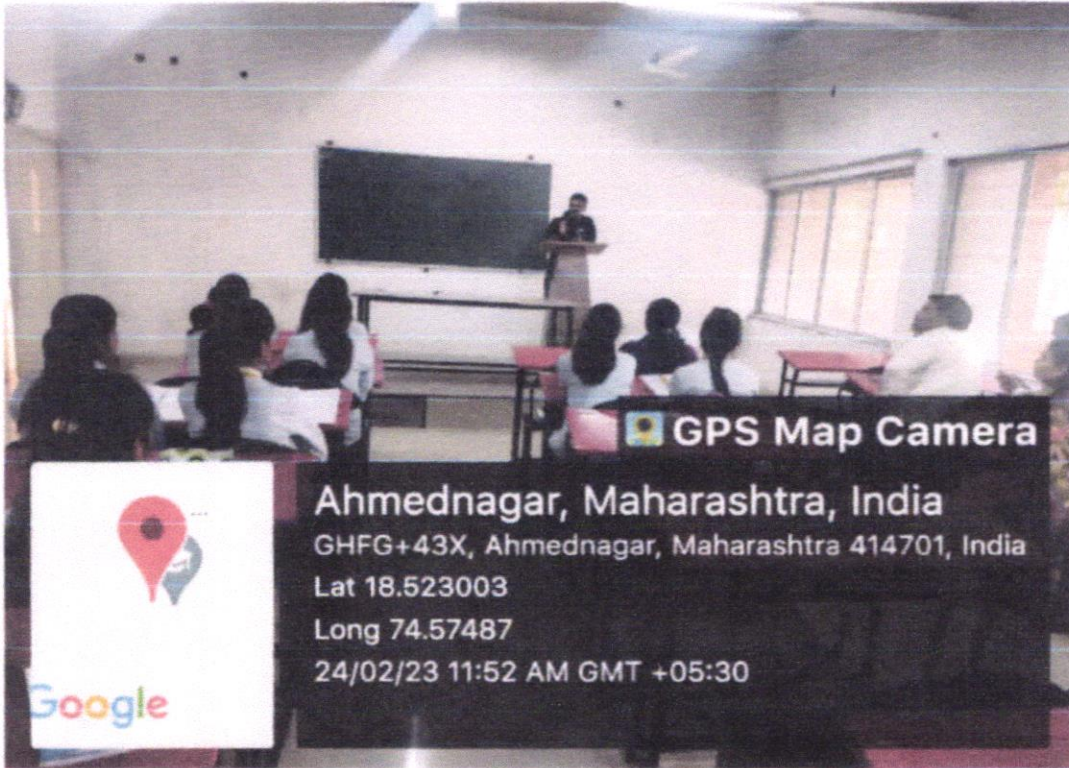 GPS Map Camera
Ahmednagar, Maharashtra, India
GHFG+43X, Ahmednagar, Maharashtra 414701, India
Lat 18.523003
Long 74.57487
24/02/23 11:52 AM GMT +05:30
Google